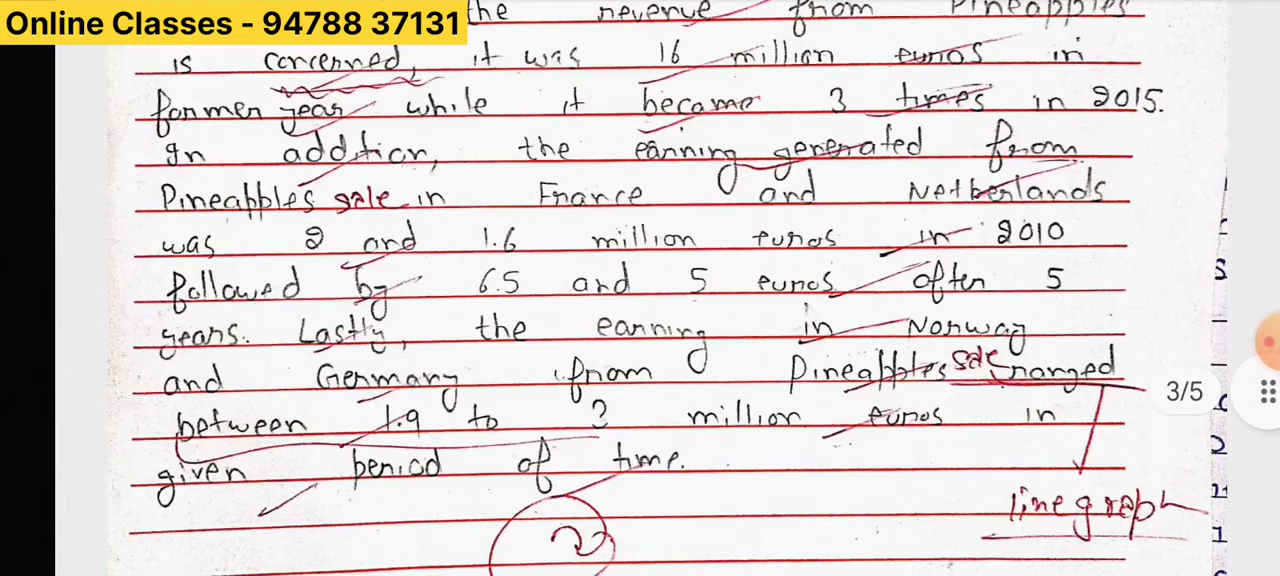 Online Classes - 94788 37131
the revenue from Pineapples
is concerned, it was 16 million euros in
former year while it became 3 times in 2015.
In addtion, the earning generated from
Pineapples sale in France and Netherlands
was 2 and 1.6 million euros in 2010
followed by 6.5 and 5 euros after 5
years. Lastly, the earning in Norway
and Germany from Pineapples sale ranged
between 1.9 to 3 million euros in
given period of time.
line graph
3/5